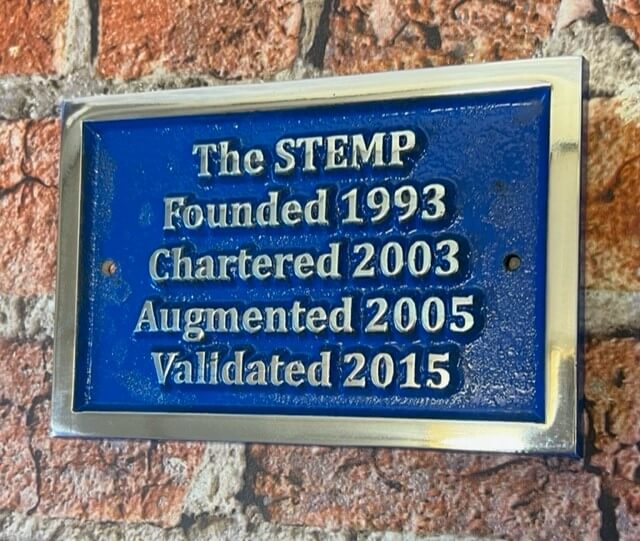 The STEMP
Founded 1993
Chartered 2003
Augmented 2005
Validated 2015